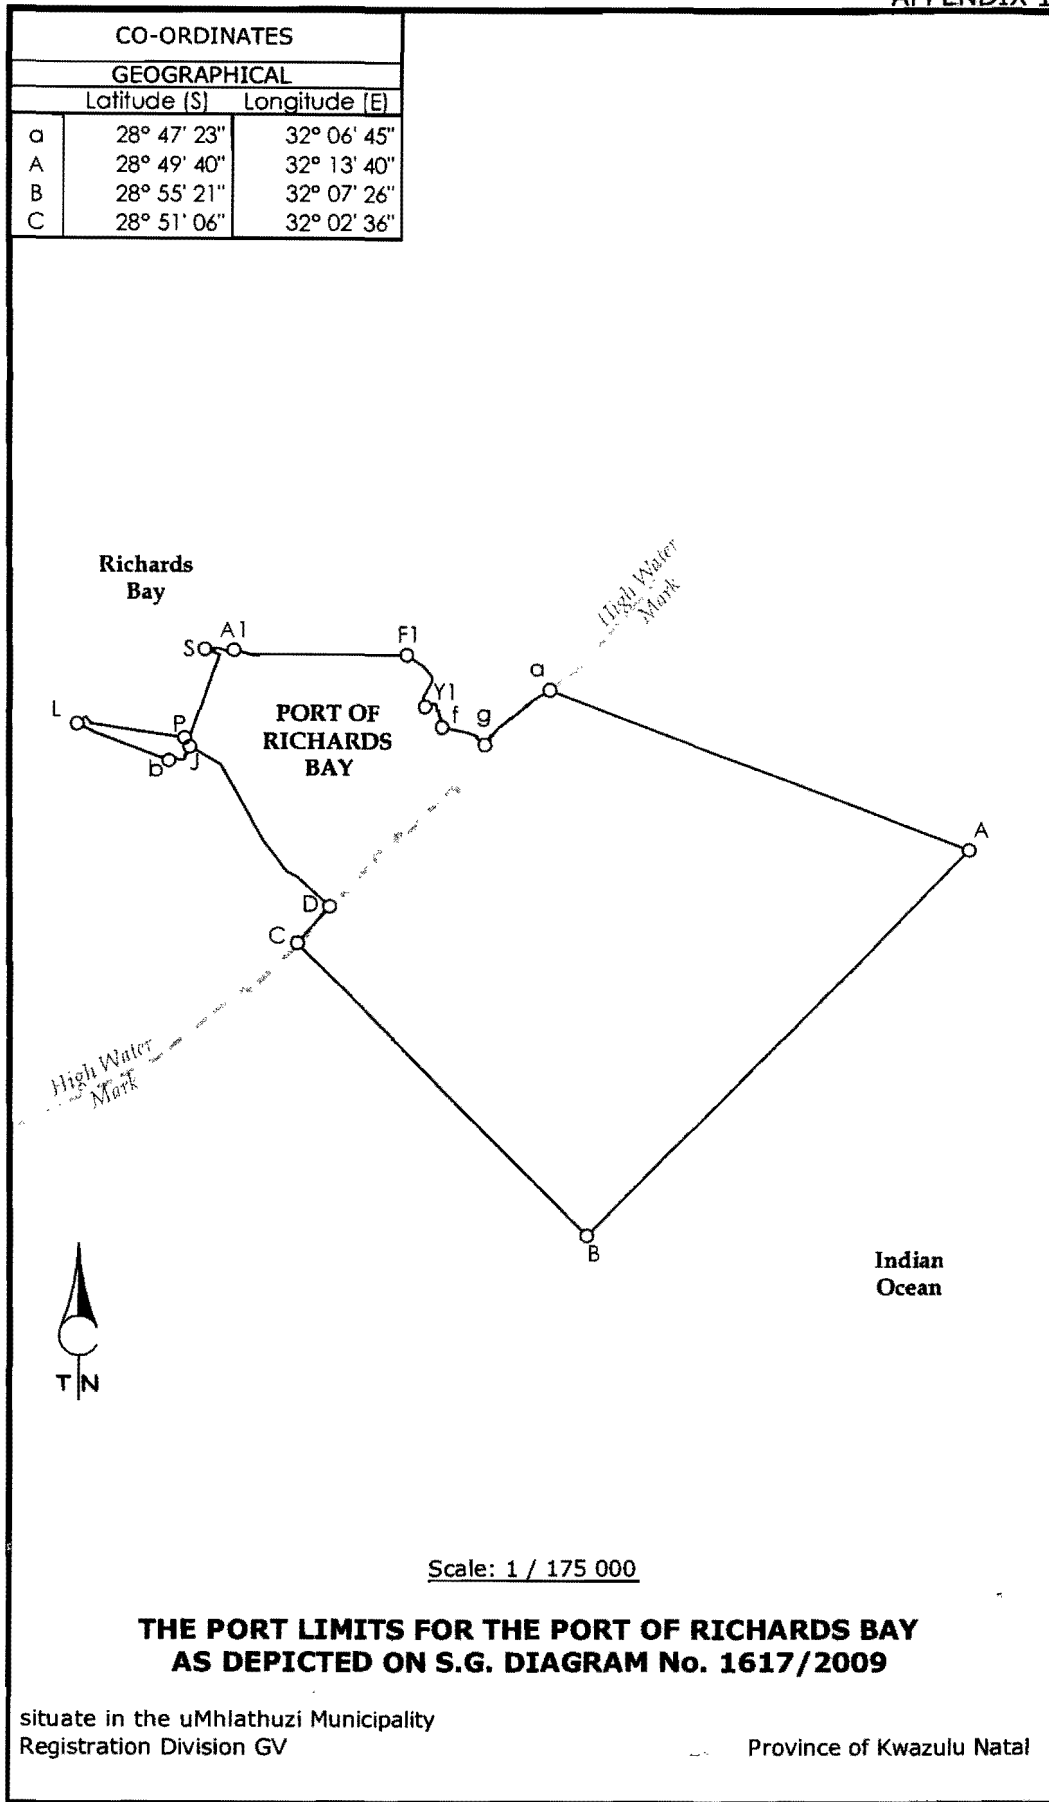 APPENDIX 1
CO-ORDINATES
GEOGRAPHICAL
Latitude (S) Longitude (E)
a 28° 47' 23" 32° 06' 45"
A 28° 49' 40" 32° 13' 40"
B 28° 55' 21" 32° 07' 26"
C 28° 51' 06" 32° 02' 36"
High Water
Mark
Richards
Bay
S A1 F1
a
L P Y1
f g
b J
PORT OF
RICHARDS
BAY
A
D
C
High Water
Mark
B
Indian
Ocean
T N
Scale: 1 / 175 000
THE PORT LIMITS FOR THE PORT OF RICHARDS BAY
AS DEPICTED ON S.G. DIAGRAM No. 1617/2009
situate in the uMhlathuzi Municipality
Registration Division GV Province of Kwazulu Natal